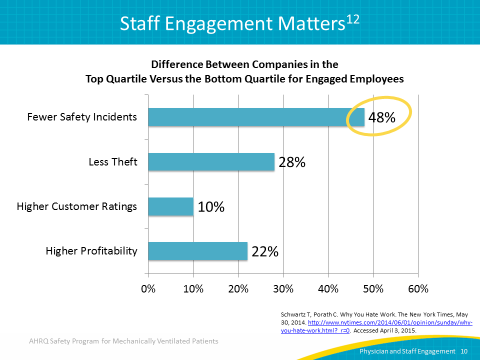 Staff Engagement Matters12
Difference Between Companies in the
Top Quartile Versus the Bottom Quartile for Engaged Employees
Fewer Safety Incidents
48%
Less Theft
28%
Higher Customer Ratings
10%
Higher Profitability
22%
0% 10% 20% 30% 40% 50% 60%
Schwartz T, Porath C. Why You Hate Work. The New York Times, May
30, 2014. http://www.nytimes.com/2014/06/01/opinion/sunday/why-
you-hate-work.html?_r=0. Accessed April 3, 2015.
AHRQ Safety Program for Mechanically Ventilated Patients
Physician and Staff Engagement 10